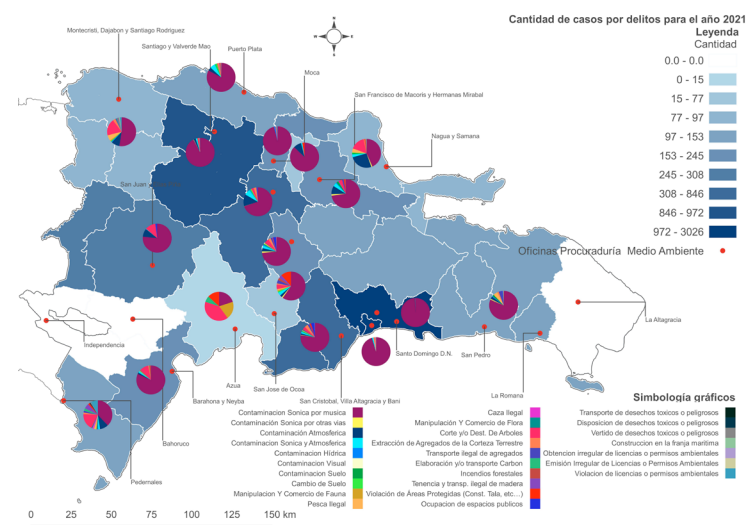 Cantidad de casos por delitos para el año 2021
Leyenda
Cantidad
0.0 - 0.0
0 - 15
15 - 77
77 - 97
97 - 153
153 - 245
245 - 308
308 - 846
846 - 972
972 - 3026
Oficinas Procuraduría Medio Ambiente
Montecristi, Dajabon y Santiago Rodriguez
Santiago y Valverde Mao
Puerto Plata
Moca
San Francisco de Macoris y Hermanas Mirabal
Nagua y Samana
San Juan
La Altagracia
Independencia
Santo Domingo D.N.
San Pedro
Azua
San Jose de Ocoa
La Romana
Barahona y Neyba
San Cristobal, Villa Altagracia y Bani
Bahoruco
Pedernales
Simbología gráficos
Contaminacion Sonica por musica
Contaminación Sonica por otras vias
Contaminacion Atmosferica
Contaminacion Sonica y Atmosferica
Contaminación Hídrica
Contaminacion Visual
Contaminacion Suelo
Cambio de Suelo
Manipulacion Y Comercio de Fauna
Pesca Ilegal
Caza Ilegal
Manipulación Y Comercio de Flora
Corte y/o Dest. De Arboles
Extracción de Agregados de la Corteza Terrestre
Transporte ilegal de agregados
Elaboración y/o transporte Carbon
Incendios forestales
Tenencia y transp. ilegal de madera
Violación de Áreas Protegidas (Const. Tala, etc...)
Ocupacion de espacios publicos
Transporte de desechos toxicos o peligrosos
Disposicion de desechos toxicos o peligrosos
Vertido de desechos toxicos o peligrosos
Construccion en la franja maritima
Obtencion irregular de licencias o permisos ambientales
Emisión Irregular de Licencias o Permisos Ambientales
Violacion de licencias o Permisos ambientales
0 25 50 75 100 125 150 km